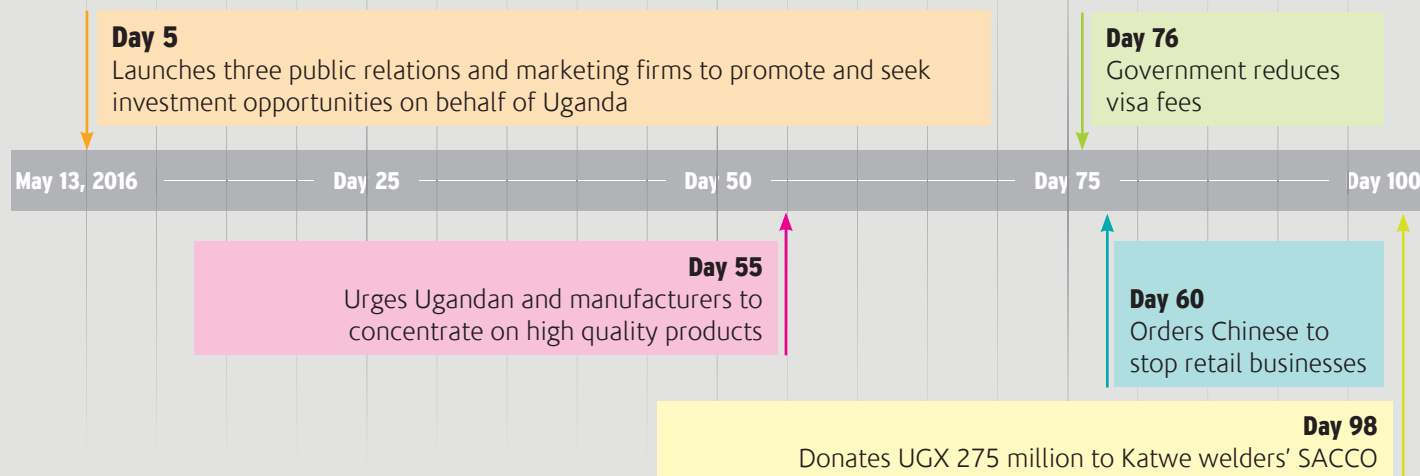 Day 5
Launches three public relations and marketing firms to promote and seek
investment opportunities on behalf of Uganda
Day 76
Government reduces
visa fees
May 13, 2016 Day 25 Day 50 Day 75 Day 100
Day 55
Urges Ugandan and manufacturers to
concentrate on high quality products
Day 60
Orders Chinese to
stop retail businesses
Day 98
Donates UGX 275 million to Katwe welders’ SACCO